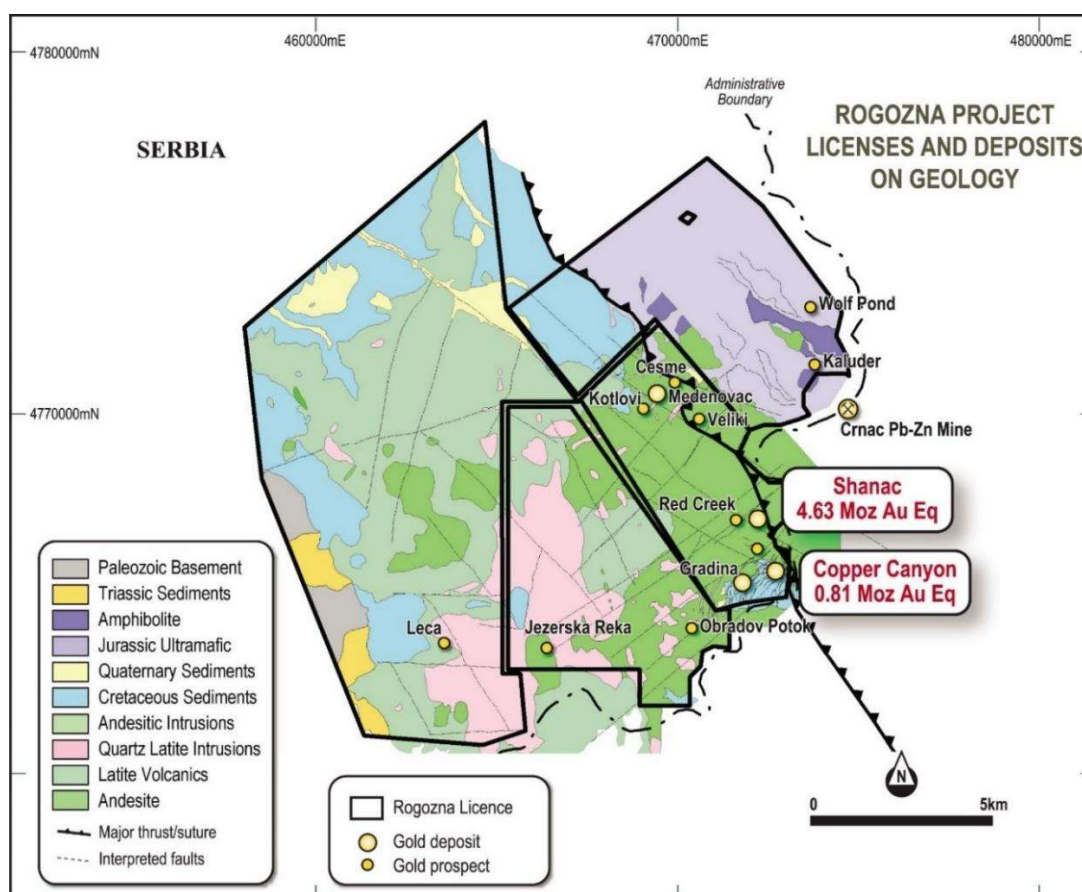 460000mE
470000mE
480000mE
4780000mN
Administrative
Boundary
ROGOZNA PROJECT
LICENSES AND DEPOSITS
ON GEOLOGY
SERBIA
Wolf Pond
Kaluder
Cesme
Kotlovi
Medenovac
Veliki
4770000mN
Crnac Pb-Zn Mine
Shanac
4.63 Moz Au Eq
Red Creek
Copper Canyon
0.81 Moz Au Eq
Gradina
Obradov Potok
Leca
Jezerska Reka
Paleozoic Basement
Triassic Sediments
Amphibolite
Jurassic Ultramafic
Quaternary Sediments
Cretaceous Sediments
Andesitic Intrusions
Quartz Latite Intrusions
Latite Volcanics
Andesite
Major thrust/suture
Interpreted faults
Rogozna Licence
Gold deposit
Gold prospect
N
0
5km